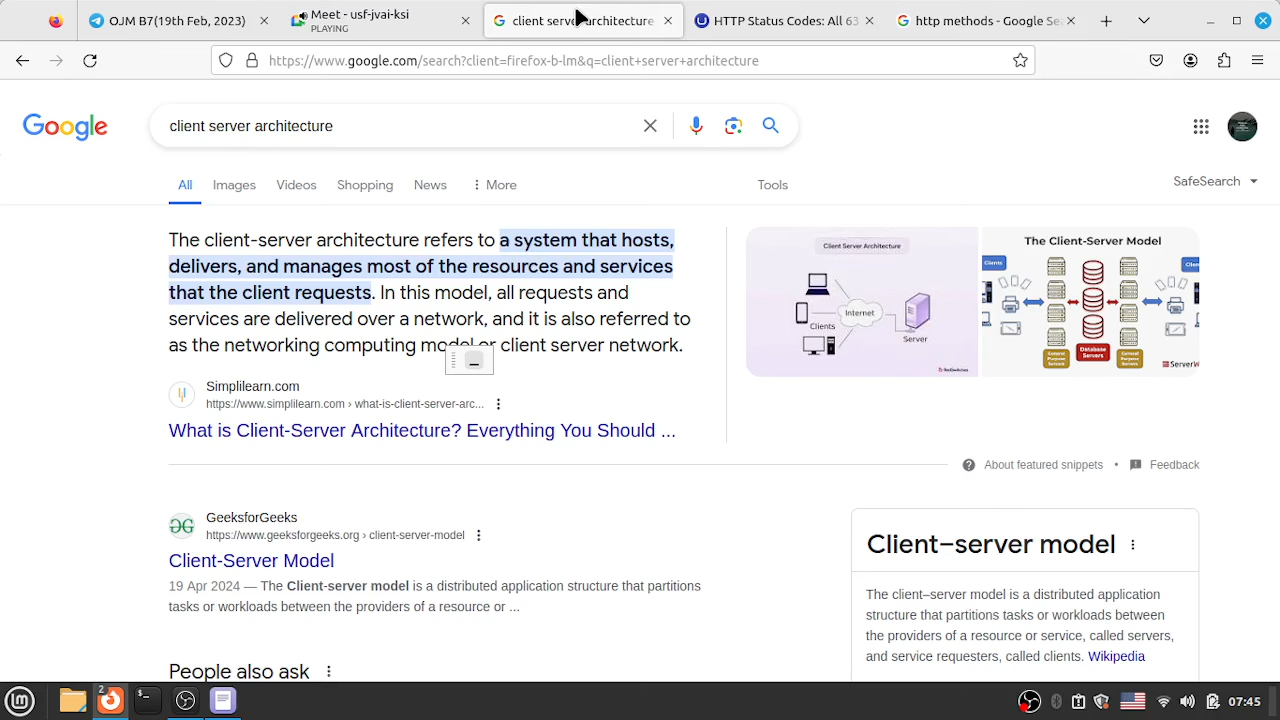 OJM B7(19th Feb, 2023)
Meet - usf-jvai-ksi
PLAYING
client server architecture
HTTP Status Codes: All 63
http methods - Google Sea
https://www.google.com/search?client=firefox-b-lm&q=client+server+architecture
Google
client server architecture
All
Images
Videos
Shopping
News
More
Tools
SafeSearch
The client-server architecture refers to a system that hosts,
delivers, and manages most of the resources and services
that the client requests. In this model, all requests and
services are delivered over a network, and it is also referred to
as the networking computing model or client server network.
Simplilearn.com
https://www.simplilearn.com › what-is-client-server-arc...
What is Client-Server Architecture? Everything You Should ...
Client Server Architecture
Internet
Clients
Server
The Client-Server Model
Clients
Database
Servers
About featured snippets
•
Feedback
GeeksforGeeks
https://www.geeksforgeeks.org › client-server-model
Client-Server Model
19 Apr 2024 — The Client-server model is a distributed application structure that partitions
tasks or workloads between the providers of a resource or ...
People also ask
Client–server model
The client–server model is a distributed application
structure that partitions tasks or workloads between
the providers of a resource or service, called servers,
and service requesters, called clients. Wikipedia
2
07:45